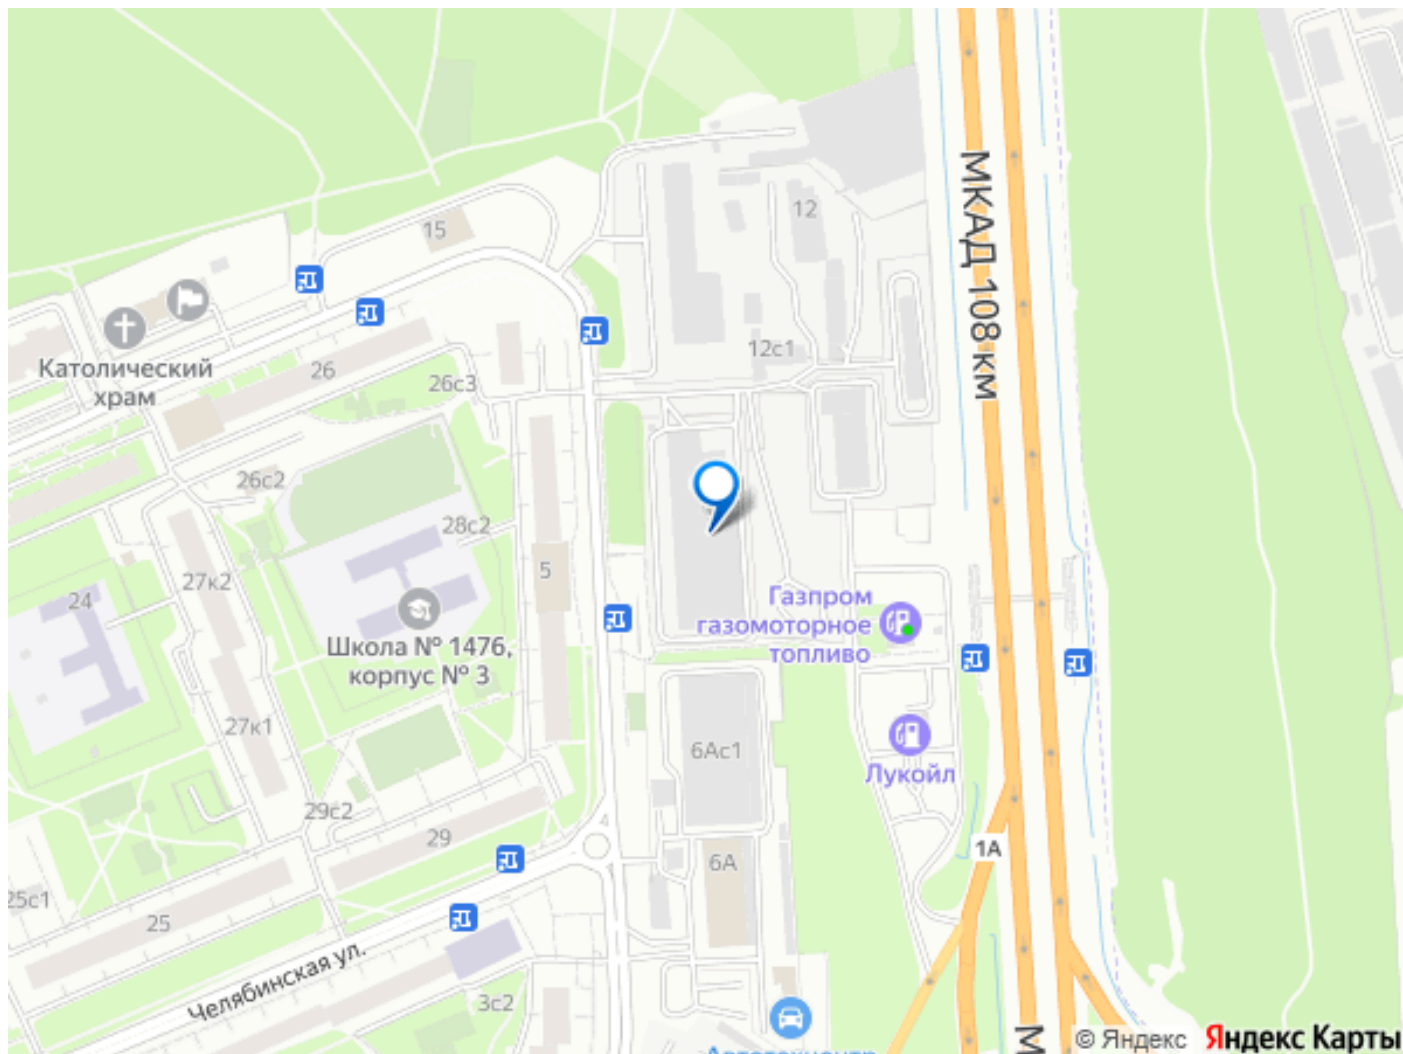 15
12
МКАД 108 км
12с1
Католический
храм
26
26с3
26с2
28с2
27к2
5
24
Школа № 1476,
корпус № 3
Газпром
газомоторное
топливо
27к1
6Ас1
Лукойл
29с2
29
1А
6А
25с1
25
Челябинская ул.
3с2
М
Автотехцентр
© Яндекс
Яндекс Карты